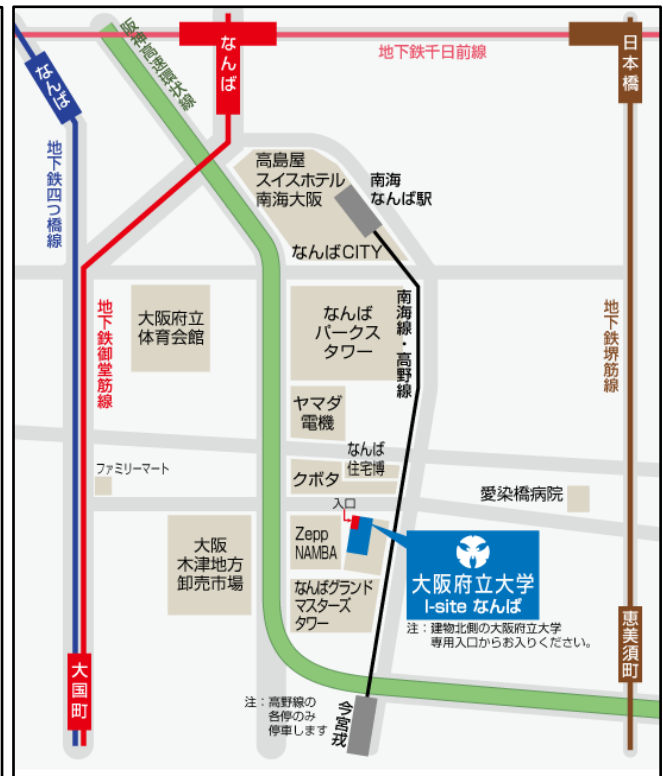 阪神高速環状線
なんば
なんば
地下鉄千日前線
日本橋
地下鉄四つ橋線
高島屋
スイスホテル
南海大阪
南海
なんば駅
なんばCITY
地下鉄御堂筋線
大阪府立
体育会館
なんば
パークス
タワー
南海線・高野線
地下鉄堺筋線
ヤマダ
電機
なんば
住宅博
ファミリーマート
クボタ
愛染橋病院
入口
大阪
木津地方
卸売市場
Zepp
NAMBA
大阪府立大学
I-site なんば
なんばグランド
マスターズ
タワー
注：建物北側の大阪府立大学
専用入口からお入りください。
恵美須町
大国町
注：高野線の
各停のみ
停車します
今宮戎